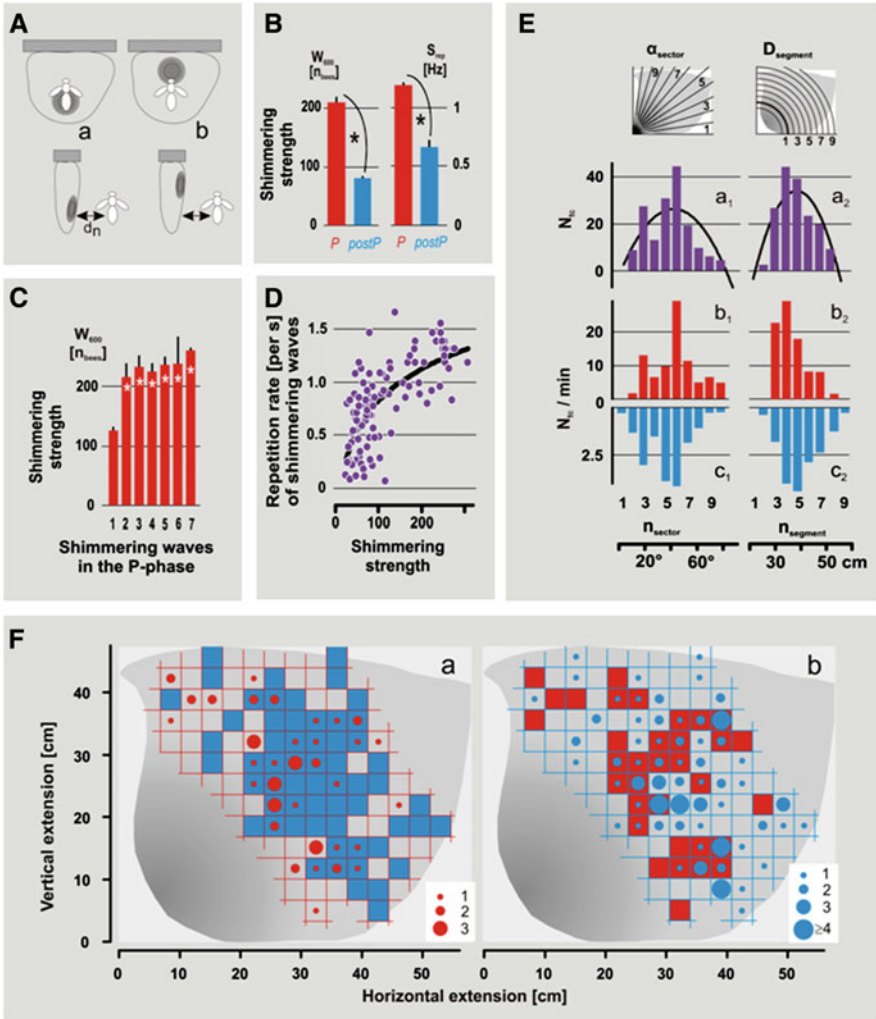 A
a
b
dn
B
W600
[nbees]
Srep
[Hz]
Shimmering
strength
200
100
0
*
*
1
0.5
0
P
postP
P
postP
C
W600
[nbees]
Shimmering
strength
200
100
0
1 2 3 4 5 6 7
Shimmering waves
in the P-phase
D
Repetition rate [per s]
of shimmering waves
1.5
1.0
0.5
0
0 100 200
Shimmering
strength
E
αsector
Dsegment
9 7 5 3 1
1 3 5 7 9
Ntc
40
20
0
a1
a2
Ntc / min
20
10
0
b1
b2
2.5
c1
c2
1 3 5 7 9
1 3 5 7 9
nsector
nsegment
20° 60°
30 50 cm
F
a
b
Vertical extension [cm]
40
30
20
10
0
1
2
3
1
2
3
≥4
0 10 20 30 40 50
0 10 20 30 40 50
Horizontal extension [cm]